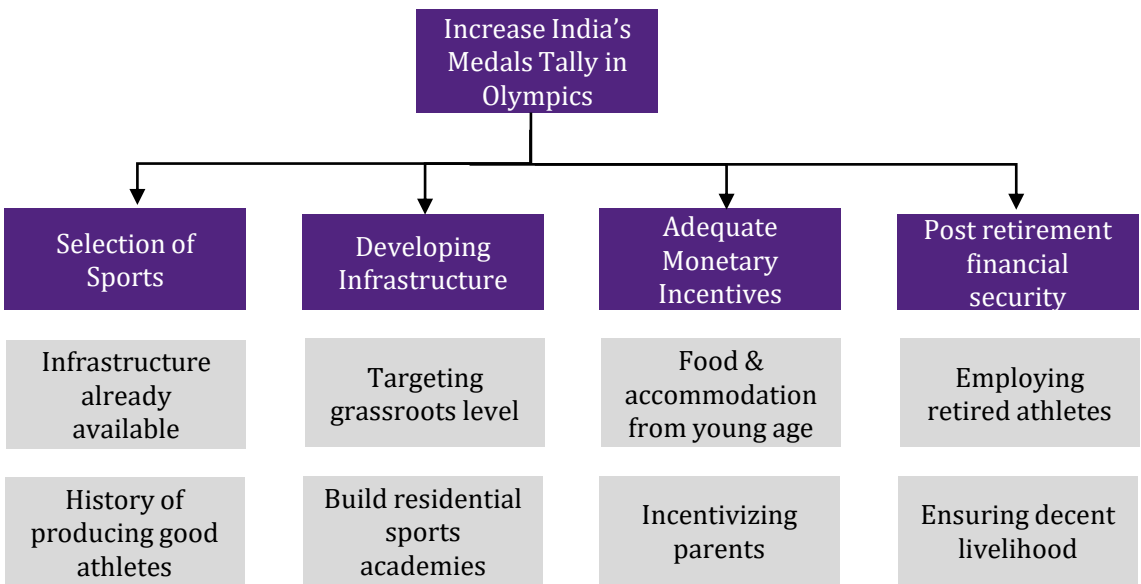 Increase India’s
Medals Tally in
Olympics
Selection of
Sports
Developing
Infrastructure
Adequate
Monetary
Incentives
Post retirement
financial
security
Infrastructure
already
available
Targeting
grassroots level
Food &
accommodation
from young age
Employing
retired athletes
History of
producing good
athletes
Build residential
sports
academies
Incentivizing
parents
Ensuring decent
livelihood